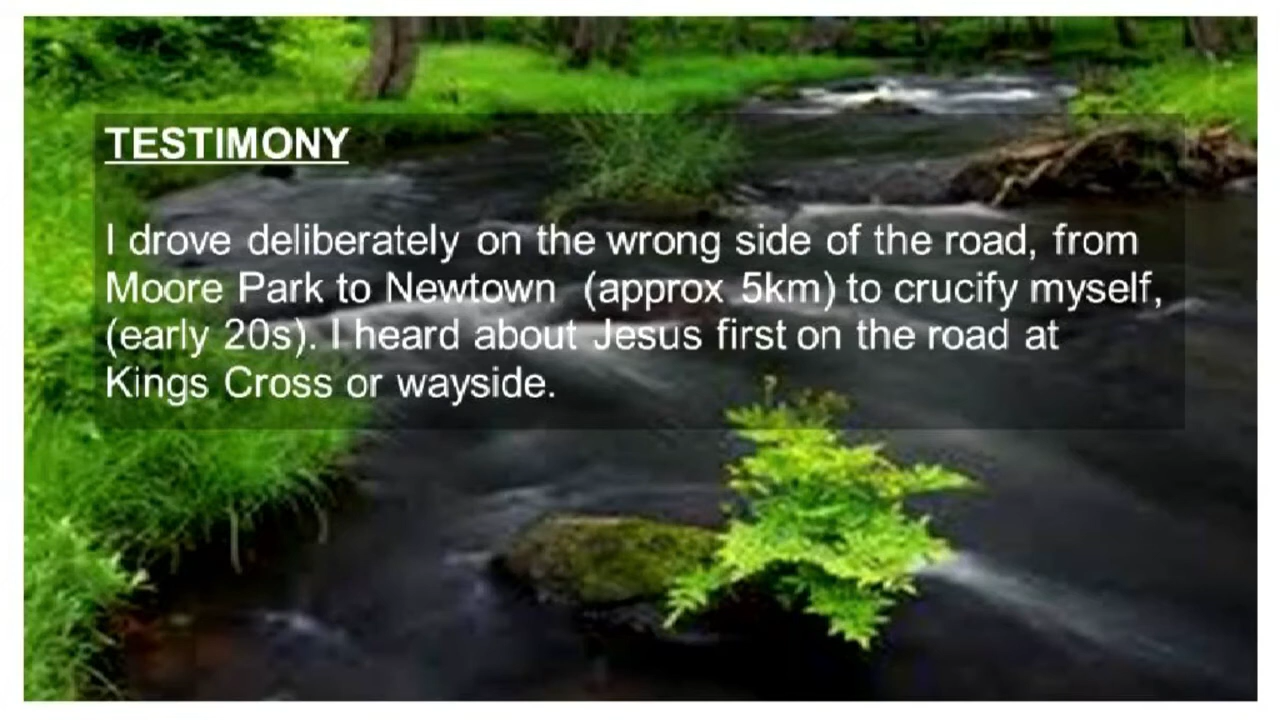 TESTIMONY
I drove deliberately on the wrong side of the road, from
Moore Park to Newtown (approx 5km) to crucify myself,
(early 20s). I heard about Jesus first on the road at
Kings Cross or wayside.